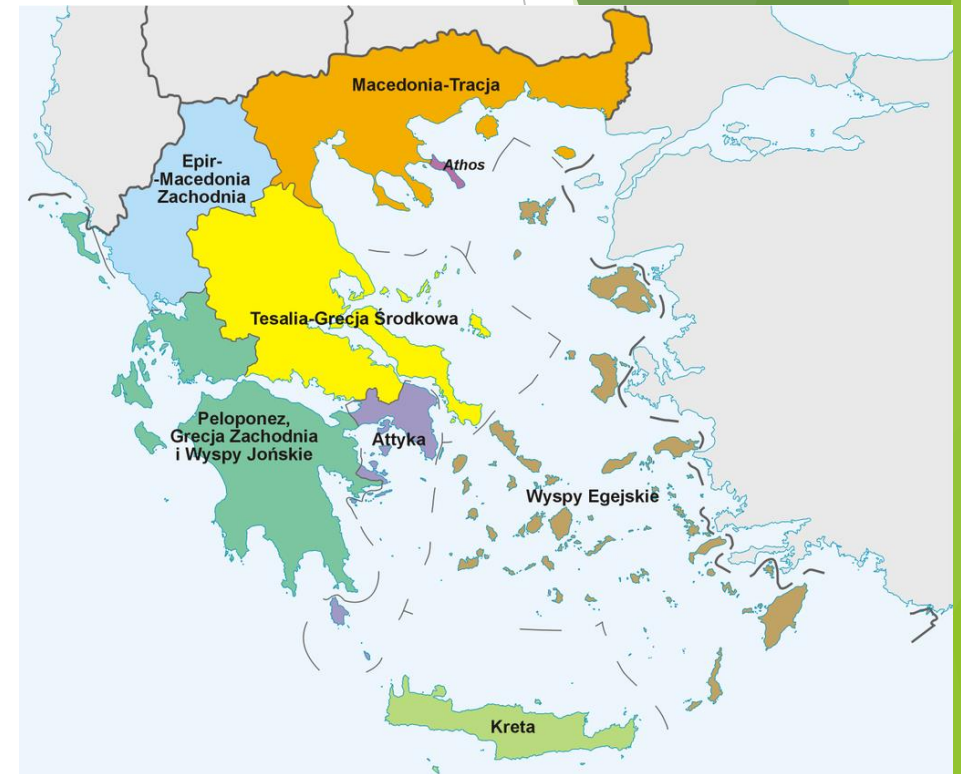 Macedonia-Tracja
Epir-
-Macedonia
Zachodnia
Athos
Tesalia-Grecja Środkowa
Peloponez,
Grecja Zachodnia
i Wyspy Jońskie
Attyka
Wyspy Egejskie
Kreta